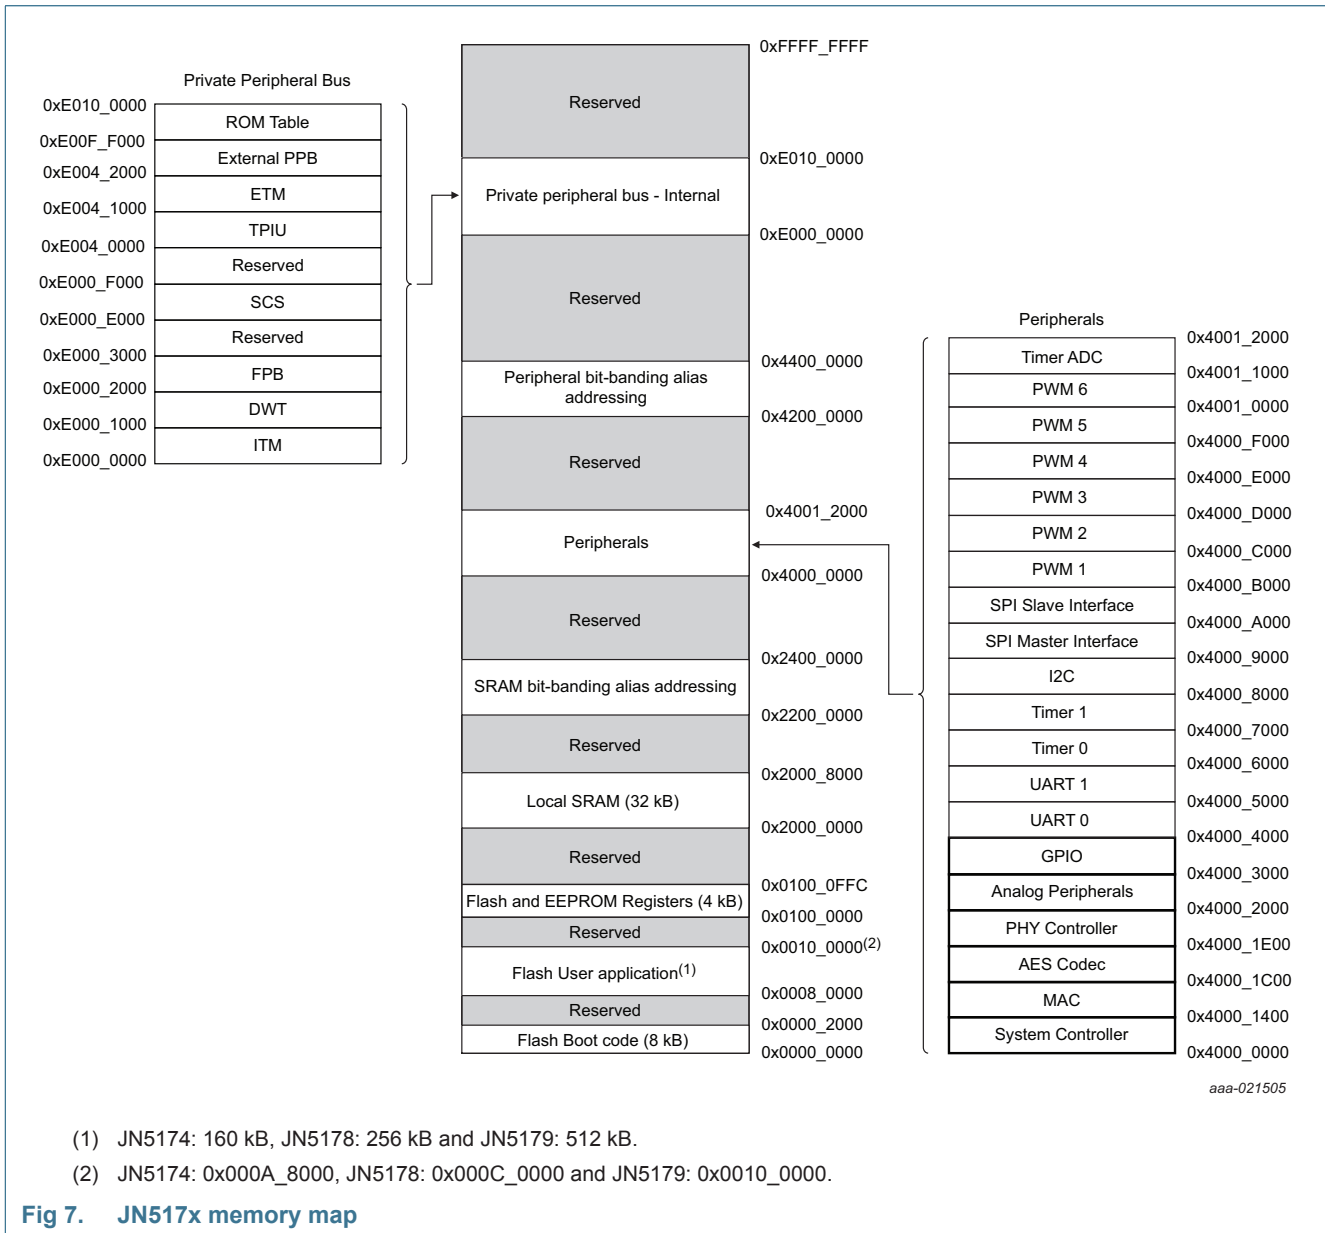 Private Peripheral Bus
0xE010_0000
ROM Table
0xE00F_F000
External PPB
0xE004_2000
ETM
0xE004_1000
TPIU
0xE004_0000
Reserved
0xE000_F000
SCS
0xE000_E000
Reserved
0xE000_3000
FPB
0xE000_2000
DWT
0xE000_1000
ITM
0xE000_0000
0xFFFF_FFFF
Reserved
0xE010_0000
Private peripheral bus - Internal
0xE000_0000
Reserved
0x4400_0000
Peripheral bit-banding alias
addressing
0x4200_0000
Reserved
0x4001_2000
Peripherals
0x4000_0000
Reserved
0x2400_0000
SRAM bit-banding alias addressing
0x2200_0000
Reserved
0x2000_8000
Local SRAM (32 kB)
0x2000_0000
Reserved
0x0100_0FFC
Flash and EEPROM Registers (4 kB)
0x0100_0000
Reserved
0x0010_0000(2)
Flash User application(1)
0x0008_0000
Reserved
0x0000_2000
Flash Boot code (8 kB)
0x0000_0000
Peripherals
0x4001_2000
Timer ADC
0x4001_1000
PWM 6
0x4001_0000
PWM 5
0x4000_F000
PWM 4
0x4000_E000
PWM 3
0x4000_D000
PWM 2
0x4000_C000
PWM 1
0x4000_B000
SPI Slave Interface
0x4000_A000
SPI Master Interface
0x4000_9000
I2C
0x4000_8000
Timer 1
0x4000_7000
Timer 0
0x4000_6000
UART 1
0x4000_5000
UART 0
0x4000_4000
GPIO
0x4000_3000
Analog Peripherals
0x4000_2000
PHY Controller
0x4000_1E00
AES Codec
0x4000_1C00
MAC
0x4000_1400
System Controller
0x4000_0000
aaa-021505
(1) JN5174: 160 kB, JN5178: 256 kB and JN5179: 512 kB.
(2) JN5174: 0x000A_8000, JN5178: 0x000C_0000 and JN5179: 0x0010_0000.
Fig 7. JN517x memory map